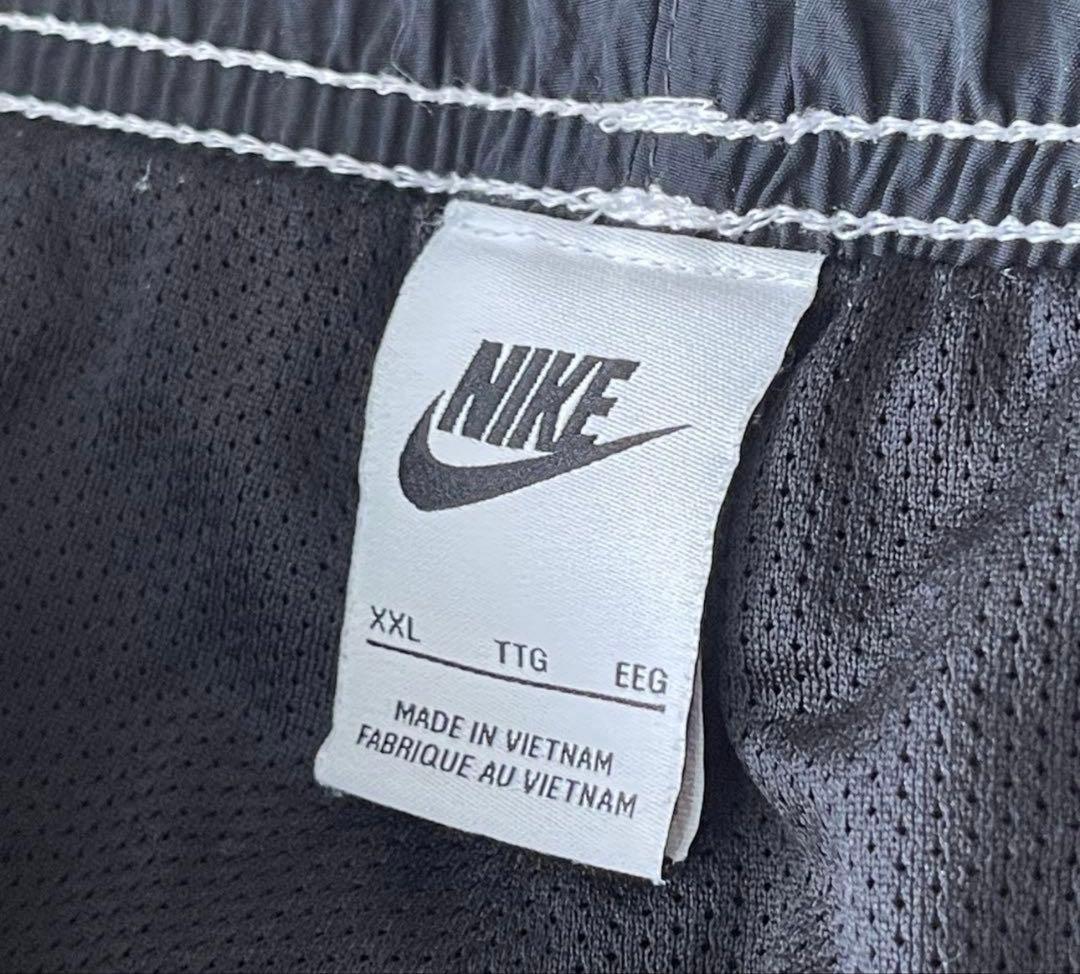 NIKE
XXL TTG EEG
MADE IN VIETNAM
FABRIQUE AU VIETNAM